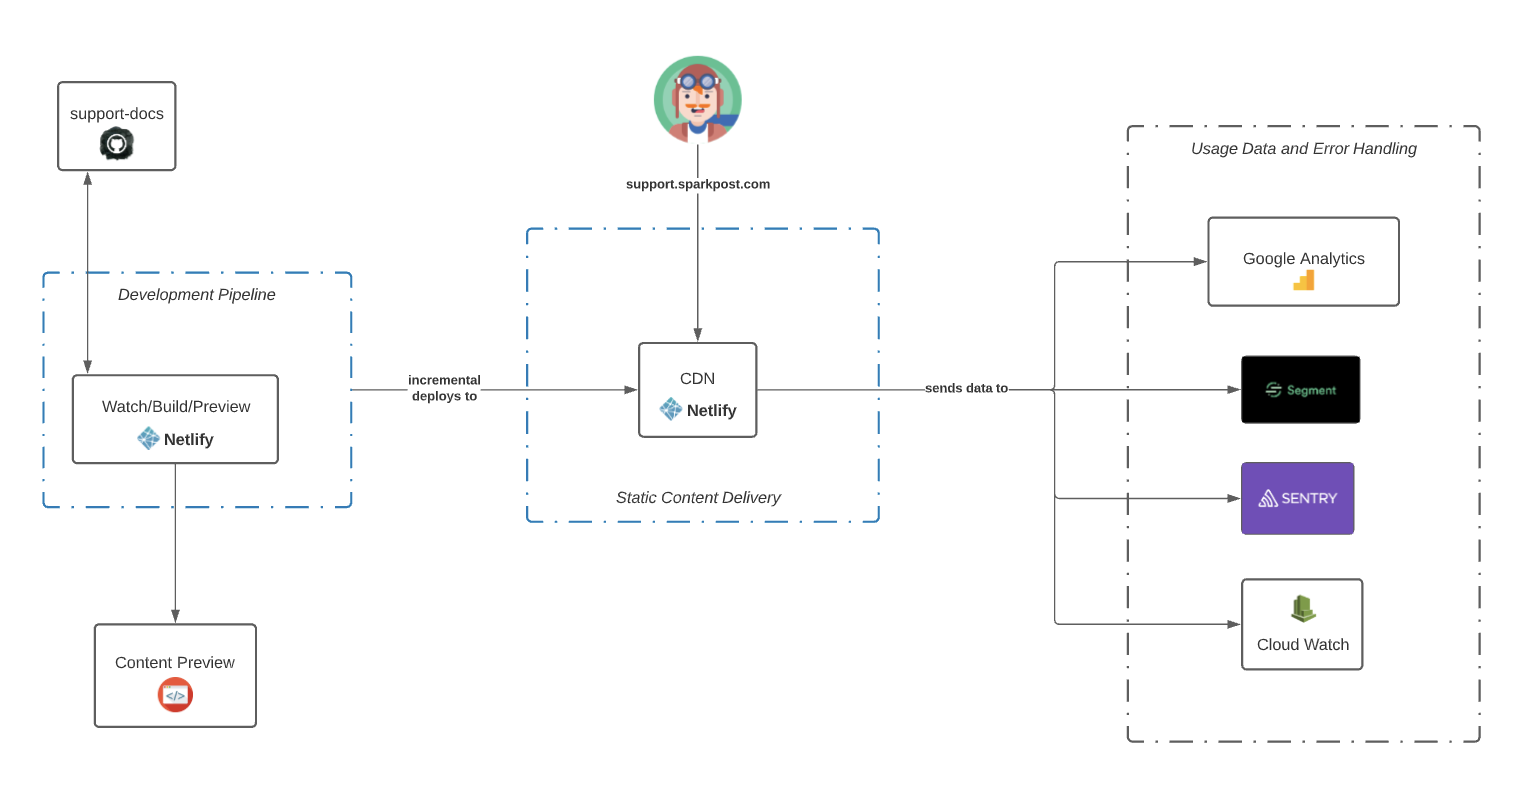 support-docs
support.sparkpost.com
Usage Data and Error Handling
Google Analytics
Development Pipeline
incremental
deploys to
CDN
Netlify
sends data to
Segment
Watch/Build/Preview
Netlify
Static Content Delivery
SENTRY
Cloud Watch
Content Preview
</>